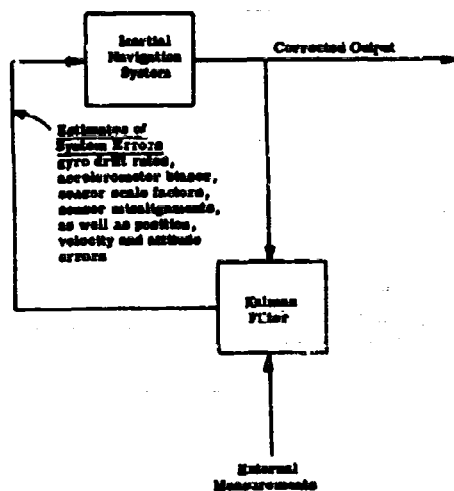 Inertial
Navigation
System
Corrected Output
Estimates of
System Errors
gyro drift rates,
accelerometer biases,
sensor scale factors,
sensor misalignments,
as well as position,
velocity and attitude
errors
Kalman
Filter
External
Measurements